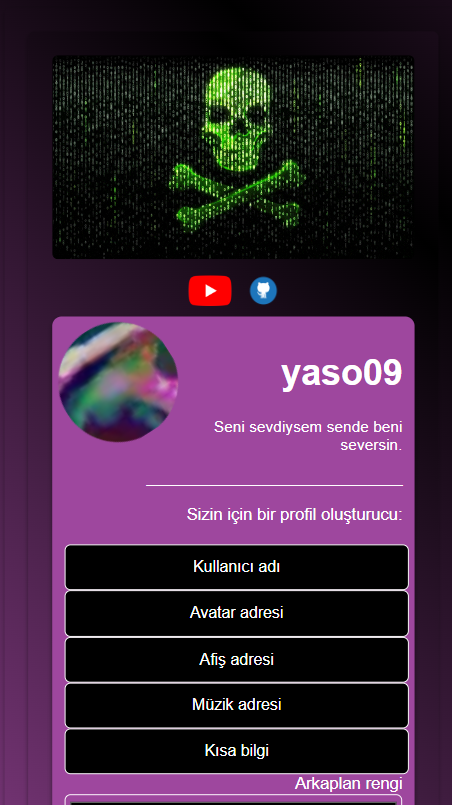 yaso09
Seni sevdiysem sende beni
seversin.
Sizin için bir profil oluşturucu:
Kullanıcı adı
Avatar adresi
Afiş adresi
Müzik adresi
Kısa bilgi
Arkaplan rengi